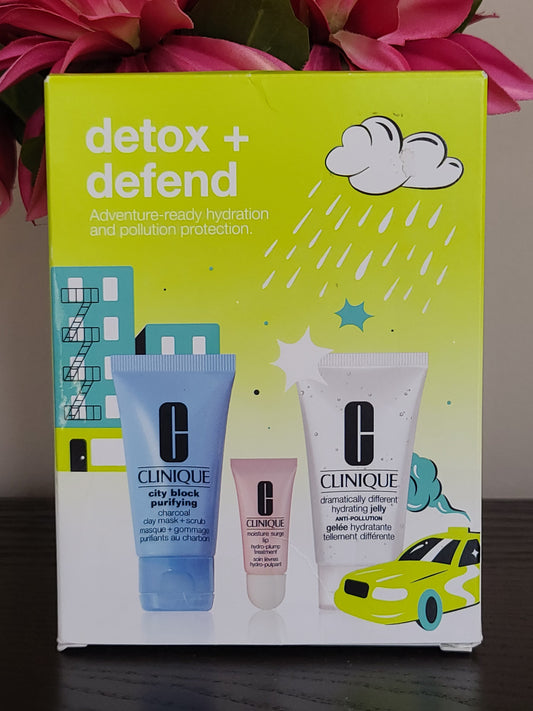 detox +
defend
Adventure-ready hydration
and pollution protection.
C
CLINIQUE
city block
purifying
charcoal
clay mask + scrub
masque + gommage
purifiants au charbon
C
CLINIQUE
moisture surge
lip
hydro-plump
treatment
soin lèvres
hydro-pulpant
C
CLINIQUE
dramatically different
hydrating jelly
ANTI-POLLUTION
gelée hydratante
tellement différente